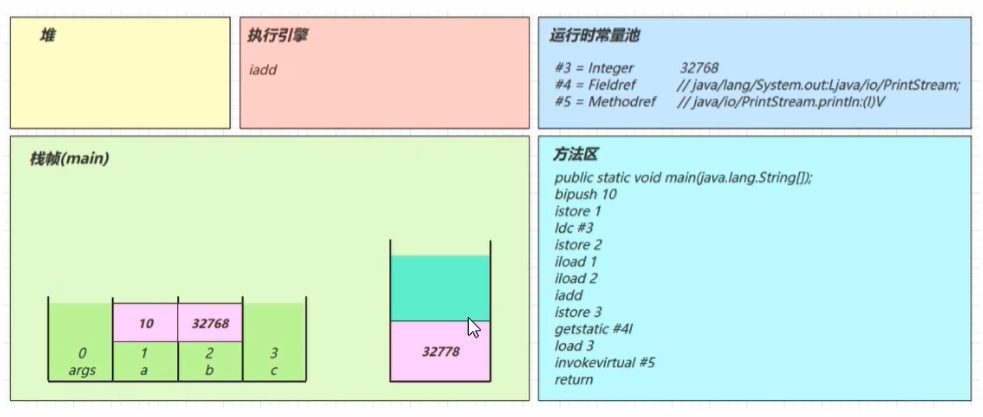 堆
执行引擎
iadd
运行时常量池
#3 = Integer 32768
#4 = Fieldref // java/lang/System.out:Ljava/io/PrintStream;
#5 = Methodref // java/io/PrintStream.println:(I)V
栈帧(main)
10 32768
0 1 2 3
args a b c
32778
方法区
public static void main(java.lang.String[]);
bipush 10
istore 1
ldc #3
istore 2
iload 1
iload 2
iadd
istore 3
getstatic #4I
load 3
invokevirtual #5
return